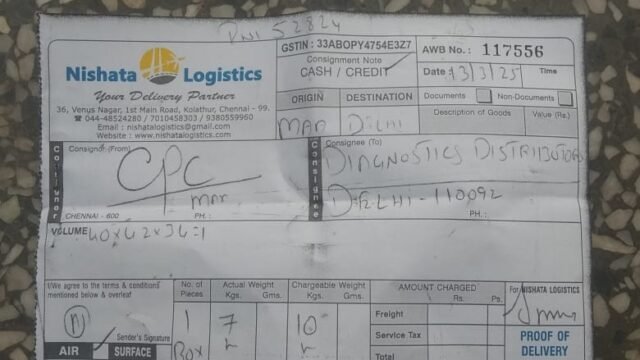 PNI 52824
GSTIN : 33ABOPY4754E3Z7
AWB No. : 117556
Nishata Logistics
Your Delivery Partner
36, Venus Nagar, 1st Main Road, Kolathur, Chennai - 99.
☎ 044-48524280 / 7010458303 / 9380559960
Email : nishatalogistics@gmail.com
Website : www.nishatalogistics.com
Consignment Note
CASH / CREDIT
Date 13/3/25 Time
ORIGIN DESTINATION
Documents Non-Documents
Description of Goods Value (Rs.)
MAA DELHI
Consignor
Consignor (From)
CPC
MAA
CHENNAI - 600 PH. :
Consignee
Consignee (To)
DIAGNOSTICS DISTRIBUTORS
DELHI - 110092
PH. :
VOLUME 40x42x36=1
I/We agree to the terms & conditions
mentioned below & overleaf
Sender's Signature
AIR SURFACE
No. of
Pieces
1
BOX
Actual Weight
Kgs. Gms.
7
Chargeable Weight
Kgs. Gms.
10
AMOUNT CHARGED
Rs. Ps.
Freight
Service Tax
Total
For NISHATA LOGISTICS
PROOF OF
DELIVERY